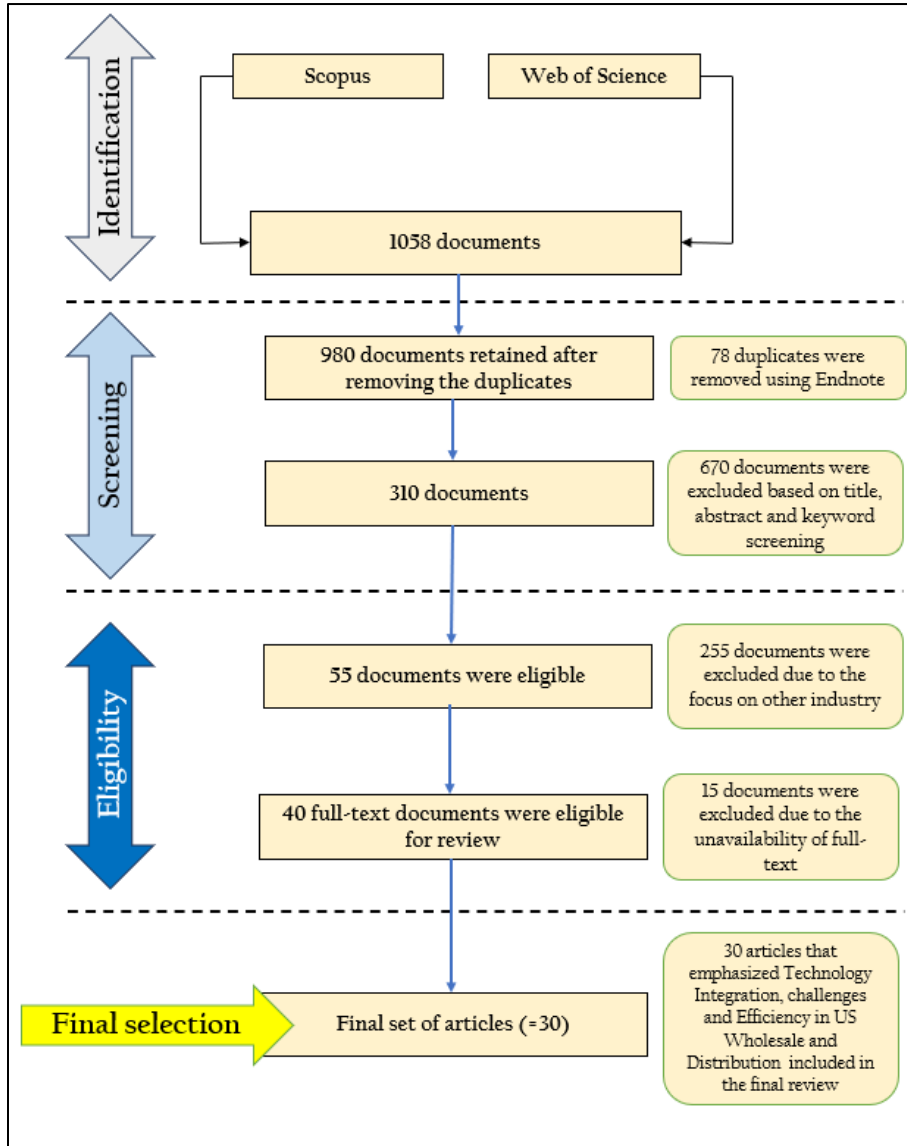 Identification
Scopus
Web of Science
1058 documents
Screening
980 documents retained after
removing the duplicates
78 duplicates were
removed using Endnote
310 documents
670 documents were
excluded based on title,
abstract and keyword
screening
Eligibility
55 documents were eligible
255 documents were
excluded due to the
focus on other industry
40 full-text documents were eligible
for review
15 documents were
excluded due to the
unavailability of full-
text
Final selection
Final set of articles (=30)
30 articles that
emphasized Technology
Integration, challenges
and Efficiency in US
Wholesale and
Distribution included in
the final review